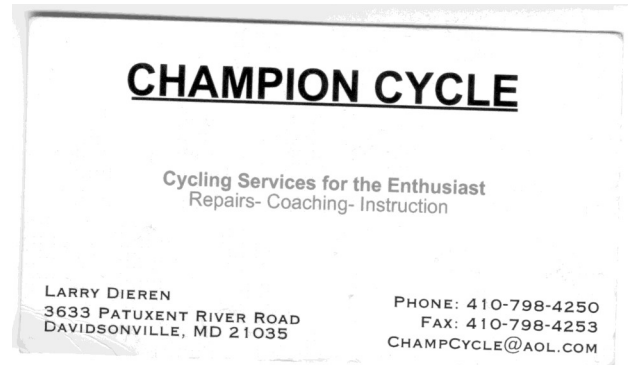 CHAMPION CYCLE
Cycling Services for the Enthusiast
Repairs- Coaching- Instruction
LARRY DIEREN
3633 PATUXENT RIVER ROAD
DAVIDSONVILLE, MD 21035
PHONE: 410-798-4250
FAX: 410-798-4253
CHAMPCYCLE@AOL.COM